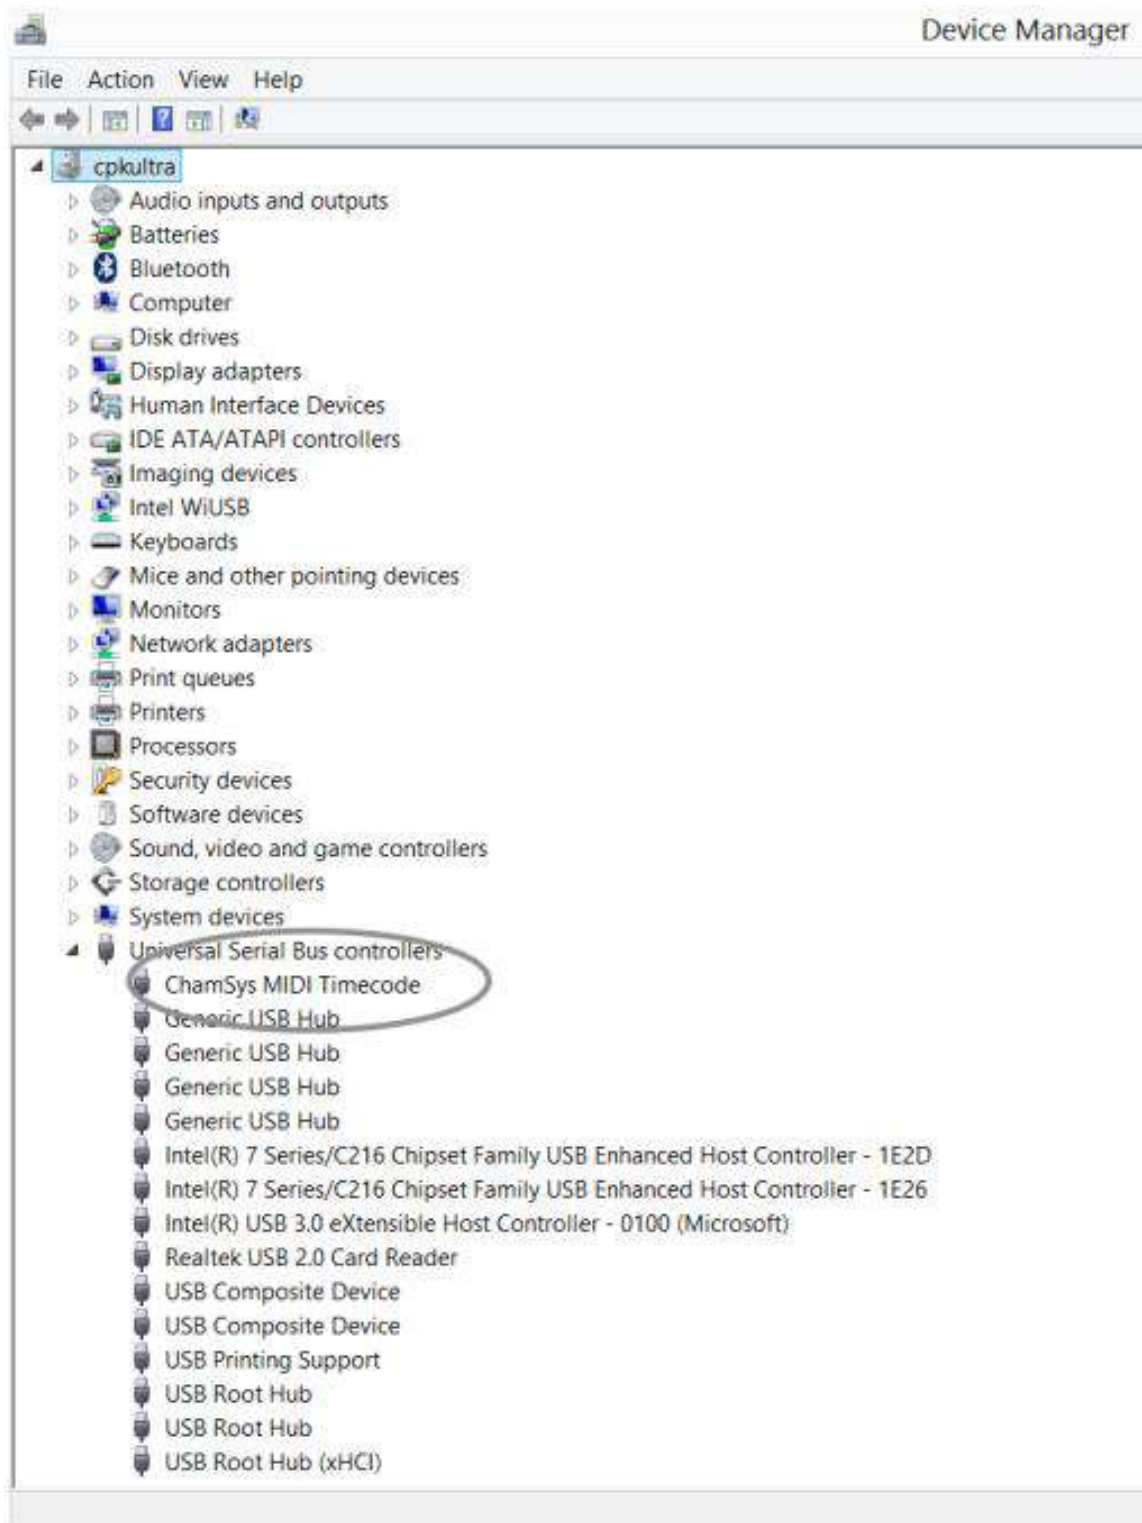 Device Manager
File Action View Help
cpkultra
Audio inputs and outputs
Batteries
Bluetooth
Computer
Disk drives
Display adapters
Human Interface Devices
IDE ATA/ATAPI controllers
Imaging devices
Intel WiUSB
Keyboards
Mice and other pointing devices
Monitors
Network adapters
Print queues
Printers
Processors
Security devices
Software devices
Sound, video and game controllers
Storage controllers
System devices
Universal Serial Bus controllers
ChamSys MIDI Timecode
Generic USB Hub
Generic USB Hub
Generic USB Hub
Generic USB Hub
Intel(R) 7 Series/C216 Chipset Family USB Enhanced Host Controller - 1E2D
Intel(R) 7 Series/C216 Chipset Family USB Enhanced Host Controller - 1E26
Intel(R) USB 3.0 eXtensible Host Controller - 0100 (Microsoft)
Realtek USB 2.0 Card Reader
USB Composite Device
USB Composite Device
USB Printing Support
USB Root Hub
USB Root Hub
USB Root Hub (xHCI)